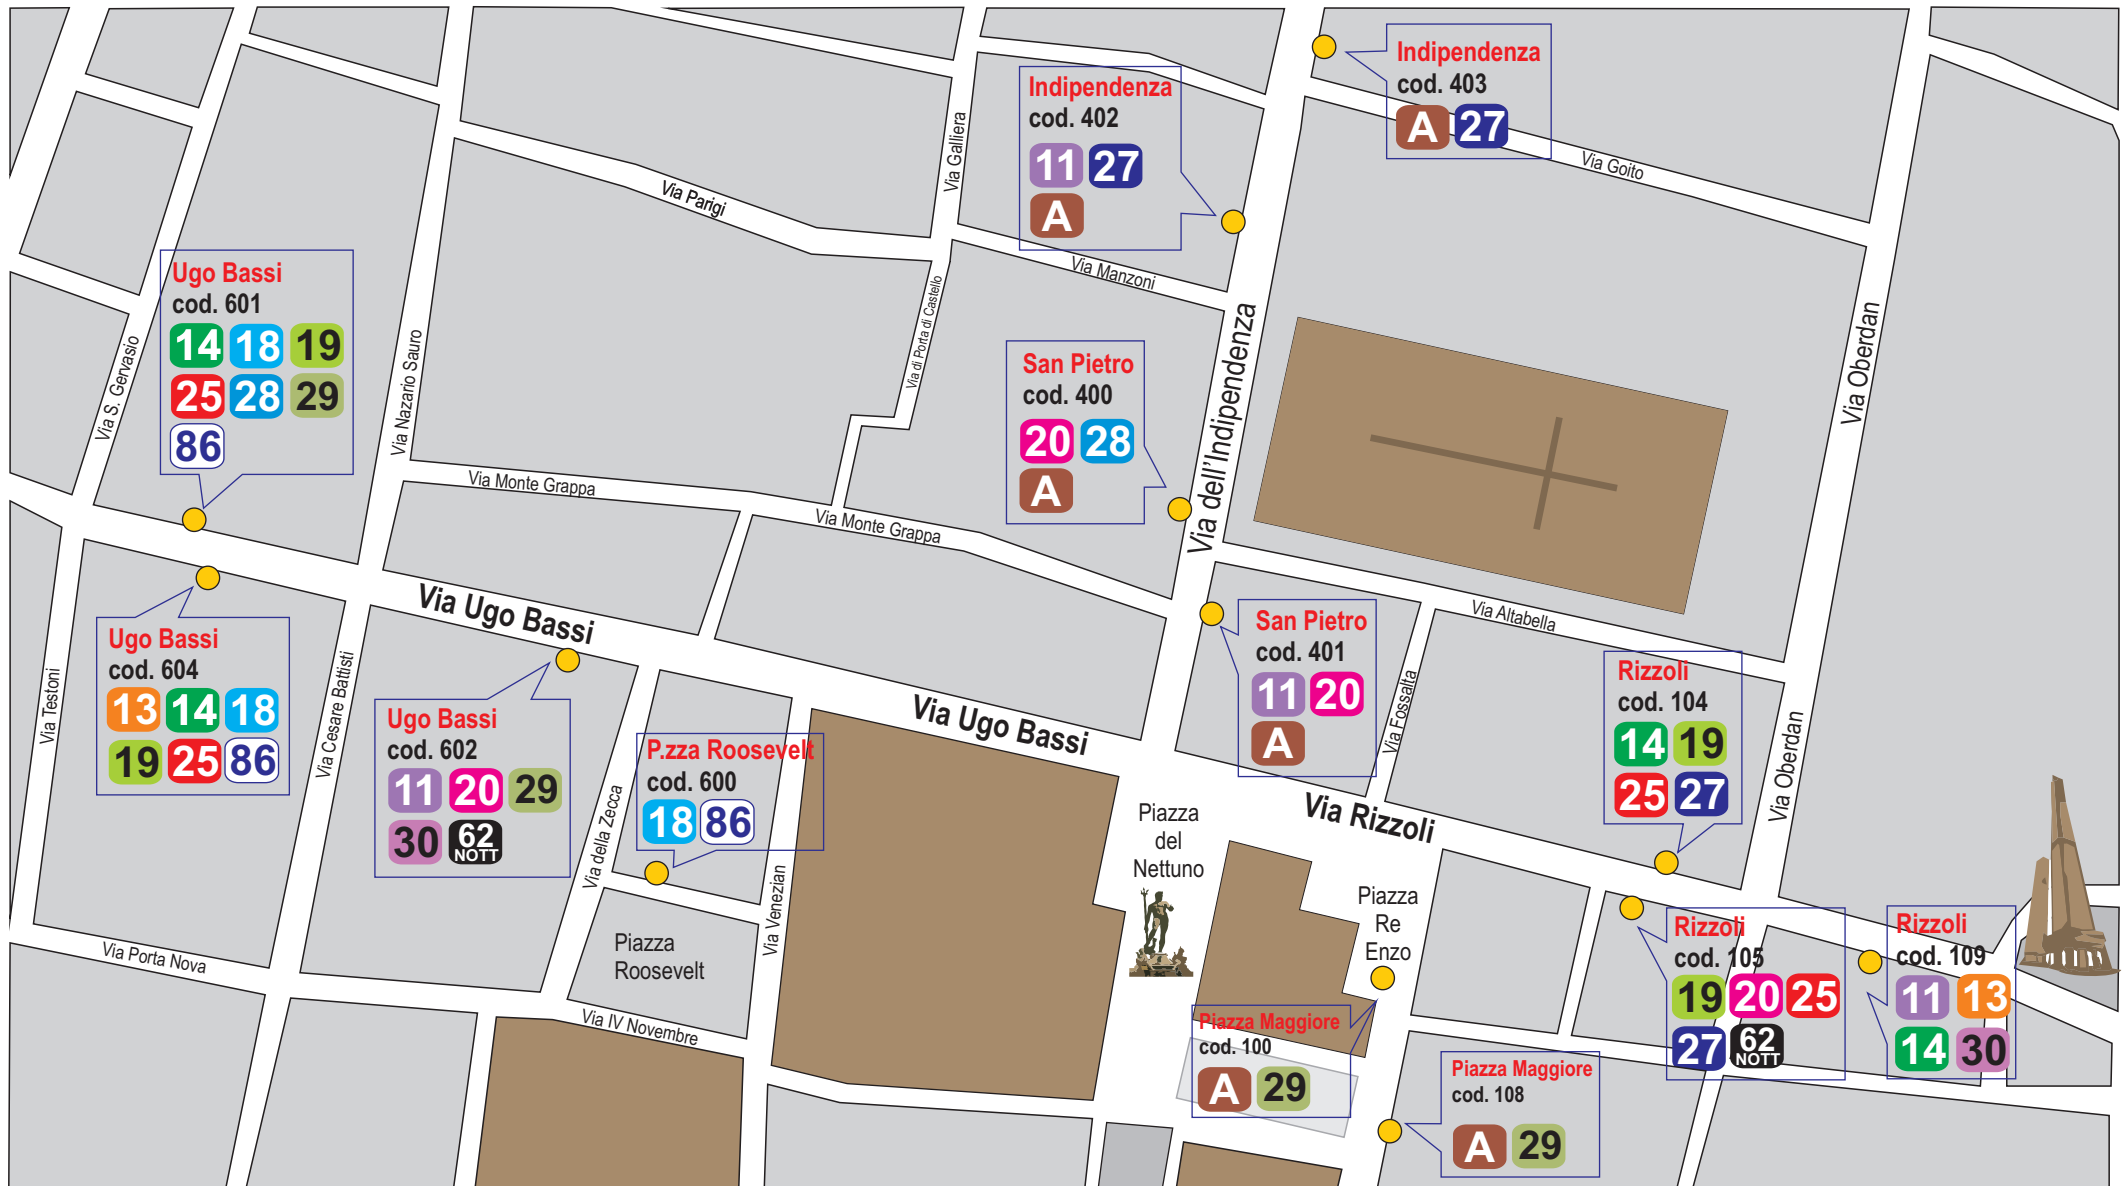 Indipendenza
cod. 403
A 27
Indipendenza
cod. 402
11 27
A
Via Galliera
Via Goito
Via Parigi
Via Manzoni
Ugo Bassi
cod. 601
14 18 19
25 28 29
86
Via S. Gervasio
Via Nazario Sauro
Via di Porta di Castello
San Pietro
cod. 400
20 28
A
Via dell'Indipendenza
Via Oberdan
Via Monte Grappa
Via Monte Grappa
Via Ugo Bassi
Via Altabella
San Pietro
cod. 401
11 20
A
Via Fossalta
Ugo Bassi
cod. 604
13 14 18
19 25 86
Via Testoni
Via Cesare Battisti
Ugo Bassi
cod. 602
11 20 29
30 62
NOTT
Via della Zecca
P.zza Roosevelt
cod. 600
18 86
Via Venezian
Via Ugo Bassi
Rizzoli
cod. 104
14 19
25 27
Via Oberdan
Via Rizzoli
Piazza
del
Nettuno
Piazza
Re
Enzo
Piazza
Roosevelt
Via Porta Nova
Via IV Novembre
Rizzoli
cod. 105
19 20 25
27 62
NOTT
Rizzoli
cod. 109
11 13
14 30
Piazza Maggiore
cod. 100
A 29
Piazza Maggiore
cod. 108
A 29